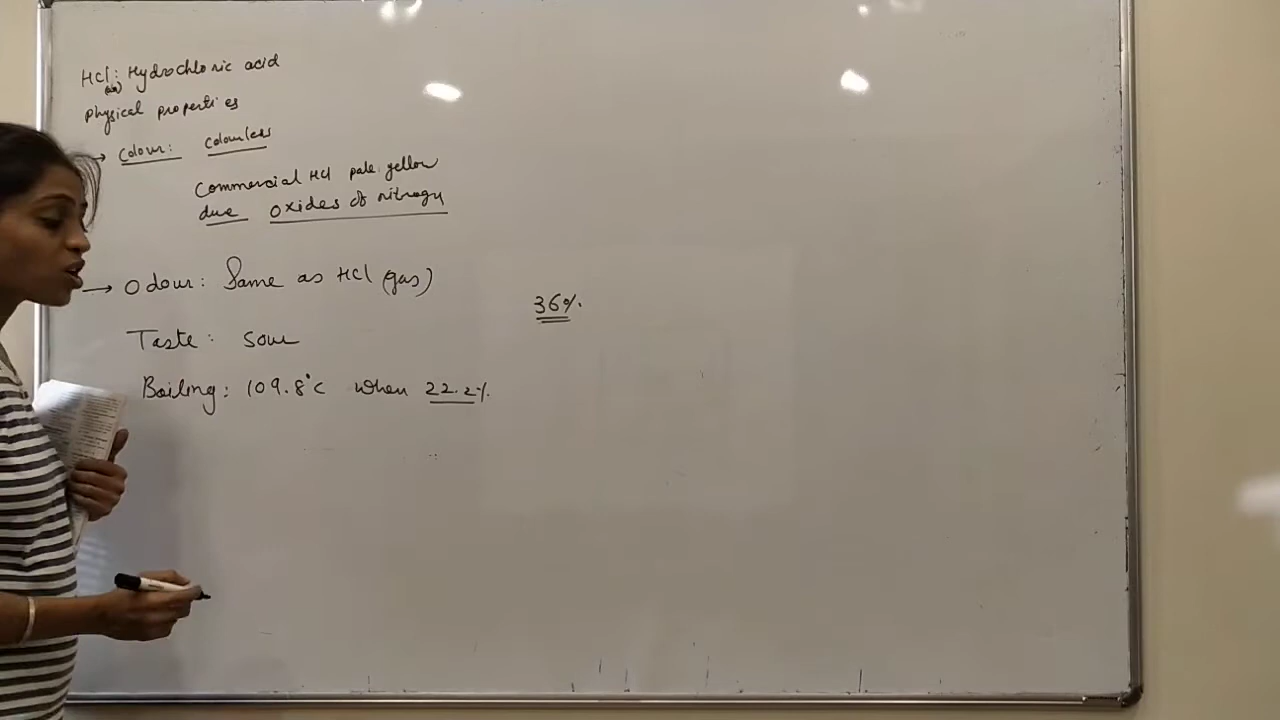 HCl: Hydrochloric acid
Physical properties
→ Colour: Colourless
Commercial HCl pale yellow
due oxides of nitrogen
→ Odour: Same as HCl (gas)
36%.
Taste: sour
Boiling: 109.8°C when 22.2%.